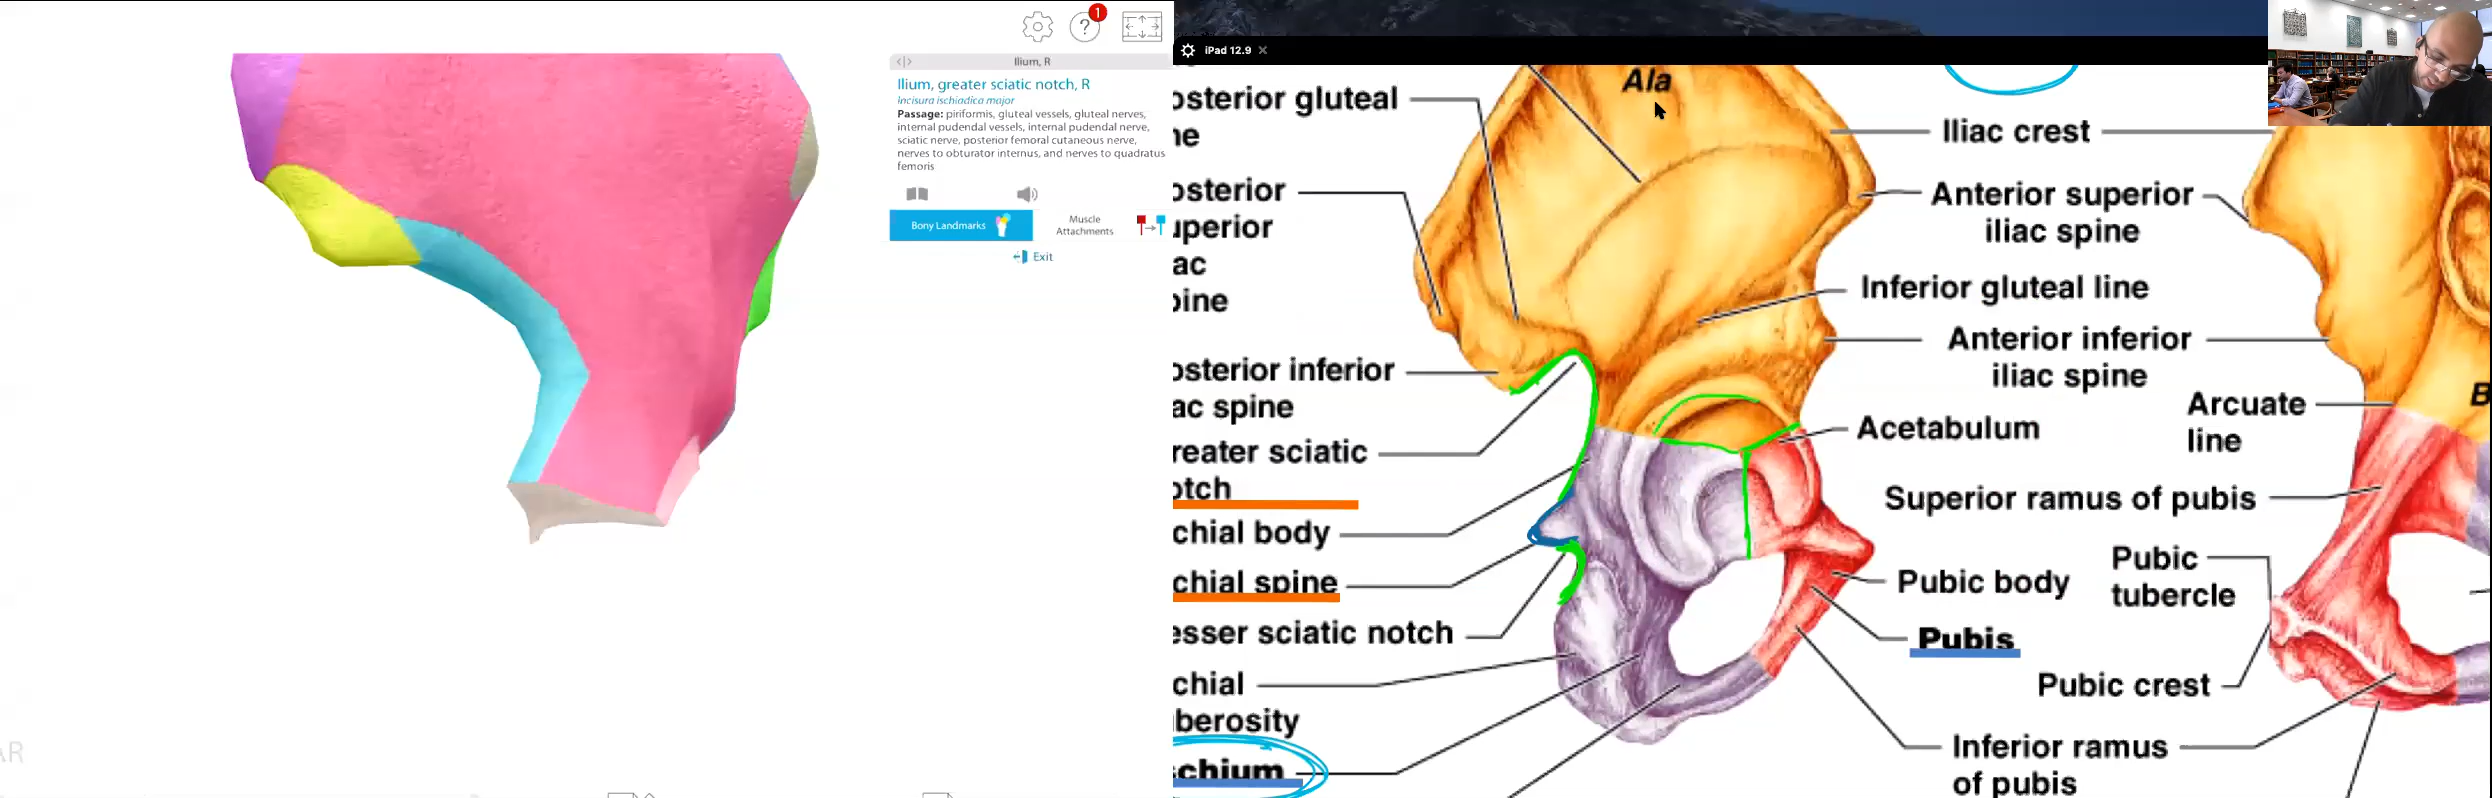 1
Ilium, R
Ilium, greater sciatic notch, R
Incisura ischiadica major
Passage: piriformis, gluteal vessels, gluteal nerves,
internal pudendal vessels, internal pudendal nerve,
sciatic nerve, posterior femoral cutaneous nerve,
nerves to obturator internus, and nerves to quadratus
femoris
Bony Landmarks
Muscle
Attachments
Exit
AR
iPad 12.9
osterior gluteal
ne
osterior
uperior
ac
pine
osterior inferior
ac spine
reater sciatic
otch
chial body
chial spine
esser sciatic notch
chial
berosity
schium
Ala
Iliac crest
Anterior superior
iliac spine
Inferior gluteal line
Anterior inferior
iliac spine
Acetabulum
Arcuate
line
Superior ramus of pubis
Pubic body
Pubic
tubercle
Pubis
Pubic crest
Inferior ramus
of pubis
B